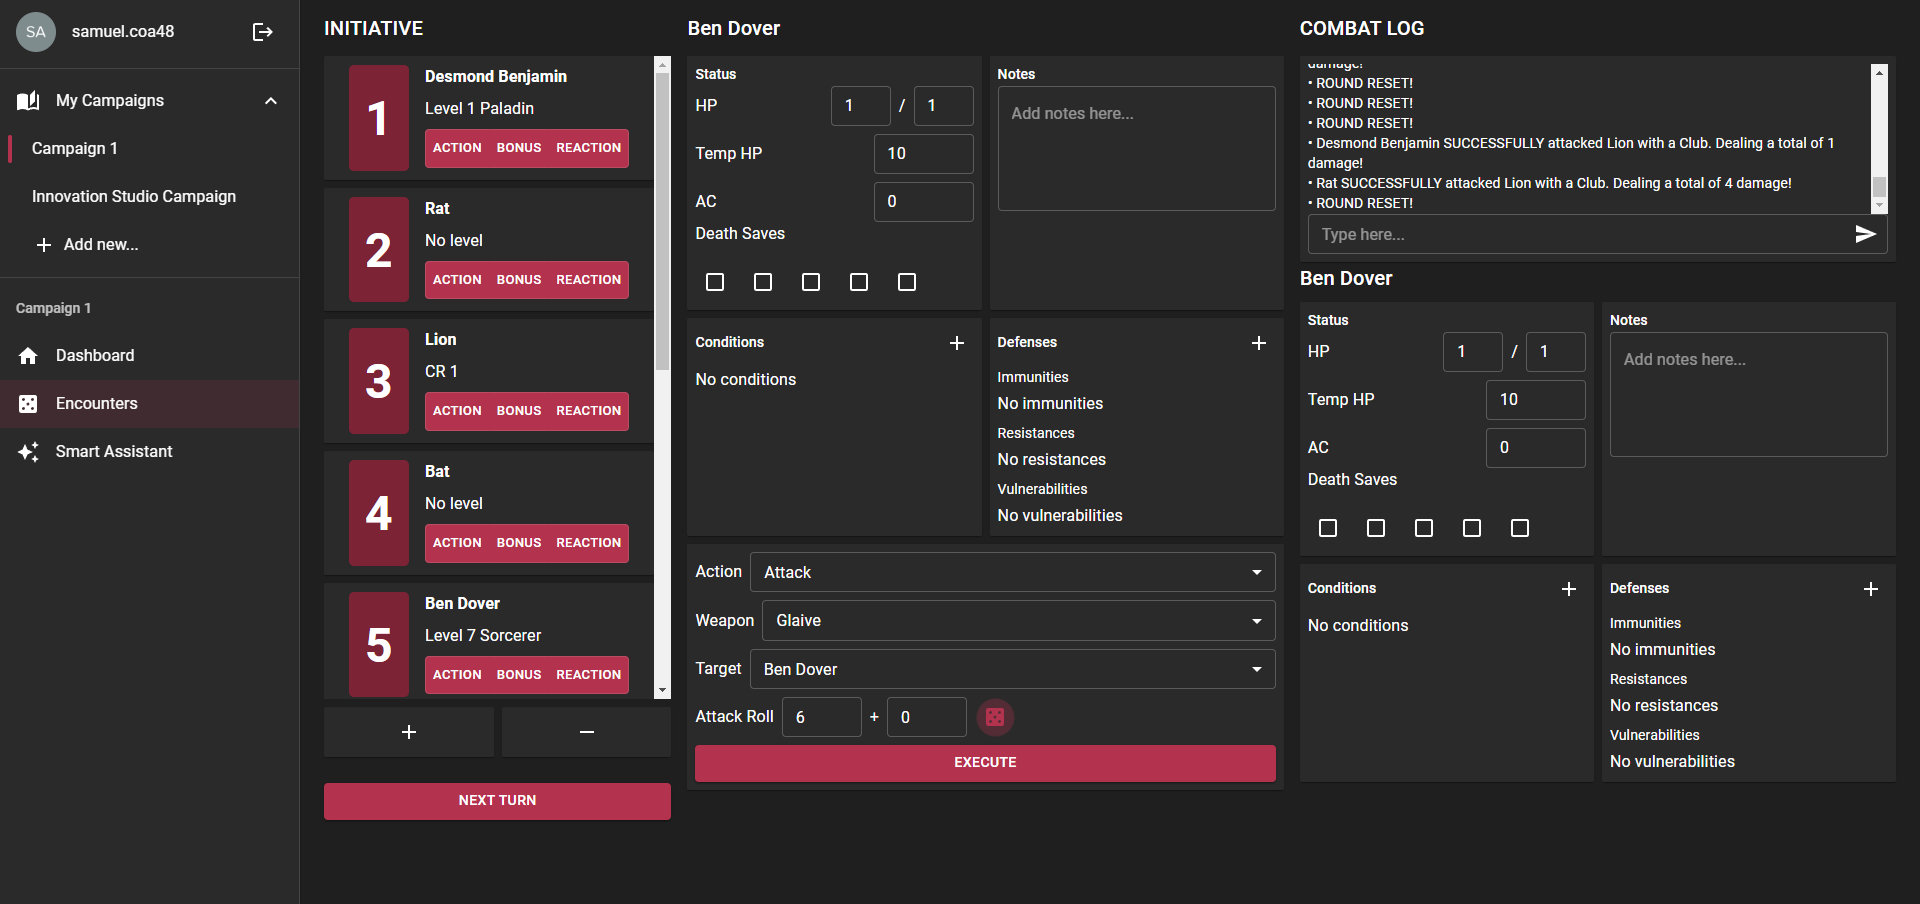 SA
samuel.coa48
My Campaigns
Campaign 1
Innovation Studio Campaign
Add new...
Campaign 1
Dashboard
Encounters
Smart Assistant
INITIATIVE
1
Desmond Benjamin
Level 1 Paladin
ACTION BONUS REACTION
2
Rat
No level
ACTION BONUS REACTION
3
Lion
CR 1
ACTION BONUS REACTION
4
Bat
No level
ACTION BONUS REACTION
5
Ben Dover
Level 7 Sorcerer
ACTION BONUS REACTION
+
−
NEXT TURN
Ben Dover
Status
HP 1 / 1
Temp HP 10
AC 0
Death Saves
Notes
Add notes here...
Conditions +
No conditions
Defenses +
Immunities
No immunities
Resistances
No resistances
Vulnerabilities
No vulnerabilities
Action Attack
Weapon Glaive
Target Ben Dover
Attack Roll 6 + 0
EXECUTE
COMBAT LOG
damage!
• ROUND RESET!
• ROUND RESET!
• ROUND RESET!
• Desmond Benjamin SUCCESSFULLY attacked Lion with a Club. Dealing a total of 1
damage!
• Rat SUCCESSFULLY attacked Lion with a Club. Dealing a total of 4 damage!
• ROUND RESET!
Type here...
Ben Dover
Status
HP 1 / 1
Temp HP 10
AC 0
Death Saves
Notes
Add notes here...
Conditions +
No conditions
Defenses +
Immunities
No immunities
Resistances
No resistances
Vulnerabilities
No vulnerabilities